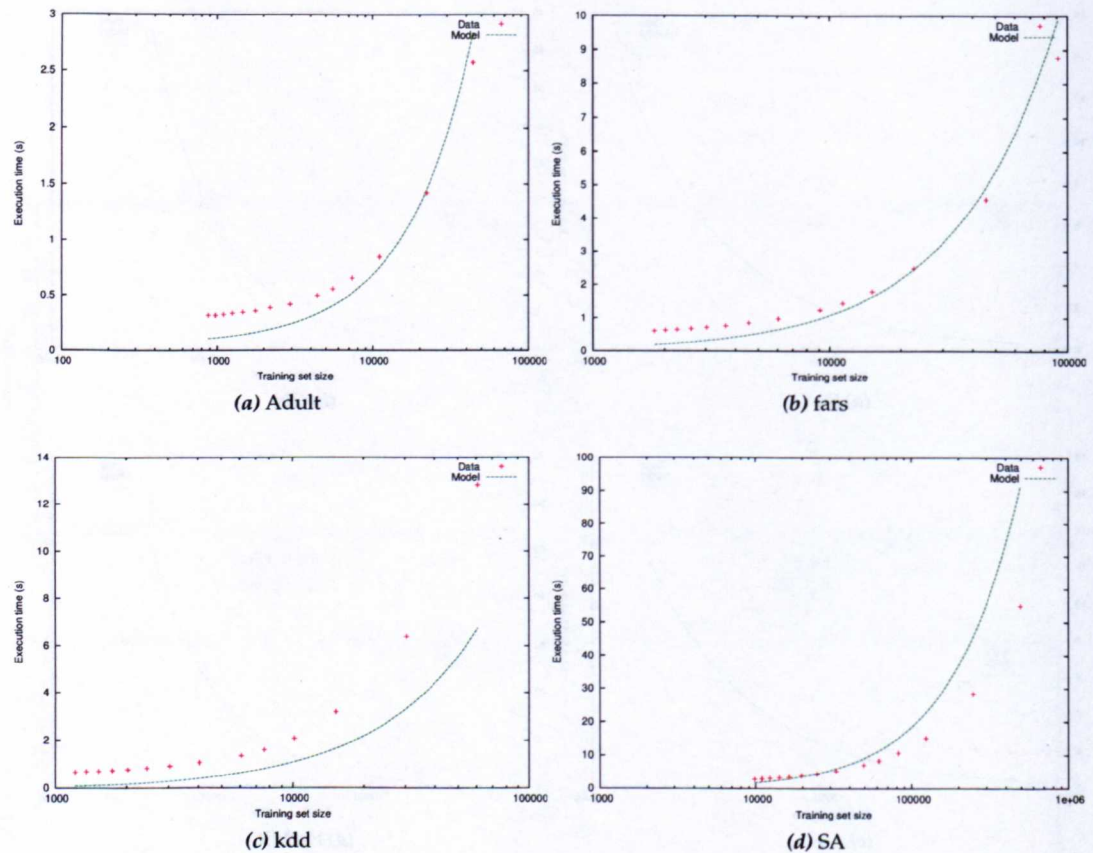 3
2.5
2
1.5
1
0.5
0
Execution time (s)
Data
Model
100
1000
10000
100000
Training set size
(a) Adult
10
9
8
7
6
5
4
3
2
1
0
Execution time (s)
Data
Model
1000
10000
100000
Training set size
(b) fars
14
12
10
8
6
4
2
0
Execution time (s)
Data
Model
1000
10000
100000
Training set size
(c) kdd
100
90
80
70
60
50
40
30
20
10
0
Execution time (s)
Data
Model
1000
10000
100000
1e+06
Training set size
(d) SA